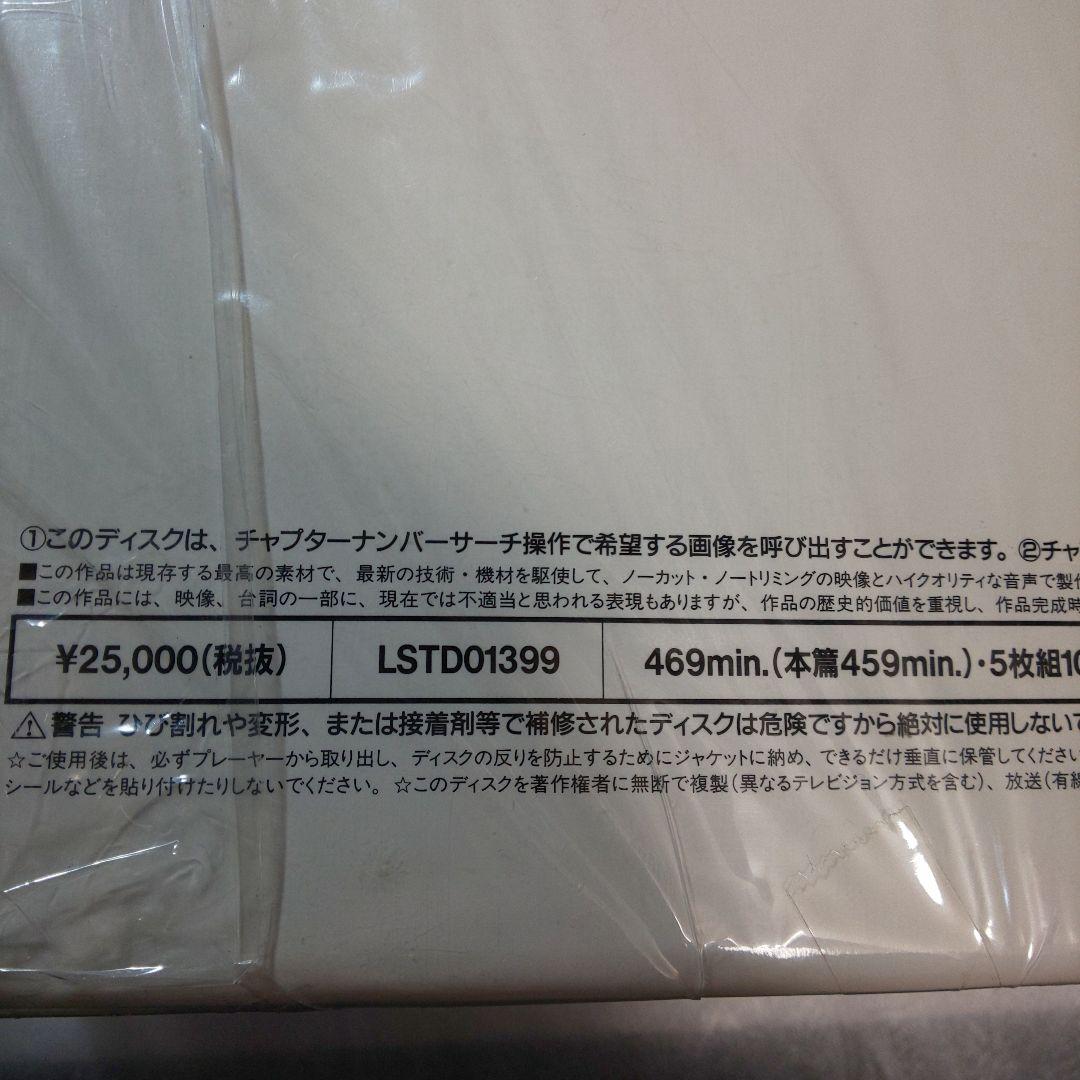 ①このディスクは、チャプターナンバーサーチ操作で希望する画像を呼び出すことができます。②チャ
■この作品は現存する最高の素材で、最新の技術・機材を駆使して、ノーカット・ノートリミングの映像とハイクオリティな音声で製作
■この作品には、映像、台詞の一部に、現在では不適当と思われる表現もありますが、作品の歴史的価値を重視し、作品完成時
¥25,000(税抜) LSTD01399 469min.(本篇459min.)・5枚組10
⚠警告 ひび割れや変形、または接着剤等で補修されたディスクは危険ですから絶対に使用しないで
☆ご使用後は、必ずプレーヤーから取り出し、ディスクの反りを防止するためにジャケットに納め、できるだけ垂直に保管してください
シールなどを貼り付けたりしないでください。☆このディスクを著作権者に無断で複製(異なるテレビジョン方式を含む)、放送(有線